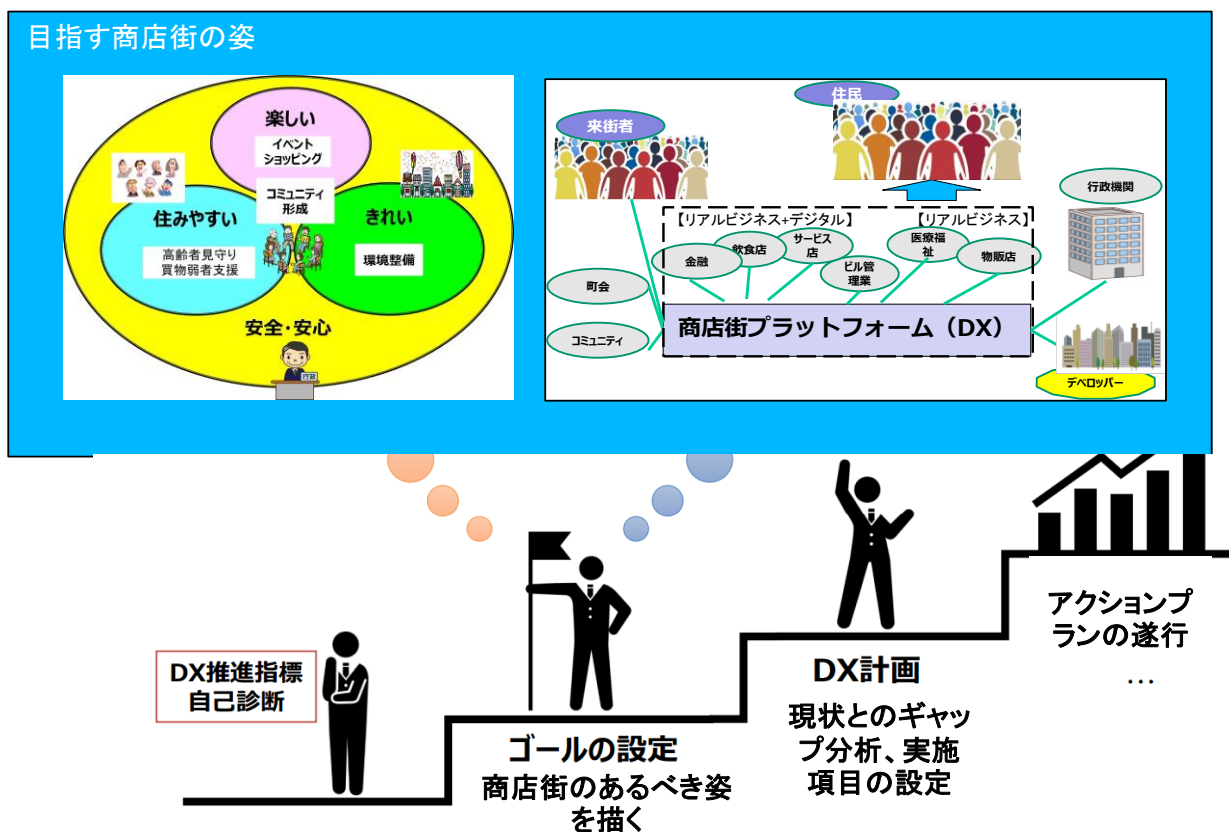 目指す商店街の姿
楽しい
イベント
ショッピング
コミュニティ
形成
住みやすい
高齢者見守り
買物弱者支援
きれい
環境整備
安全・安心
行政
来街者
住民
行政機関
【リアルビジネス+デジタル】
【リアルビジネス】
金融
飲食店
サービス
店
ビル管
理業
医療福
祉
物販店
町会
コミュニティ
商店街プラットフォーム（DX）
デベロッパー
DX推進指標
自己診断
ゴールの設定
商店街のあるべき姿
を描く
DX計画
現状とのギャッ
プ分析、実施
項目の設定
アクションプ
ランの遂行
…